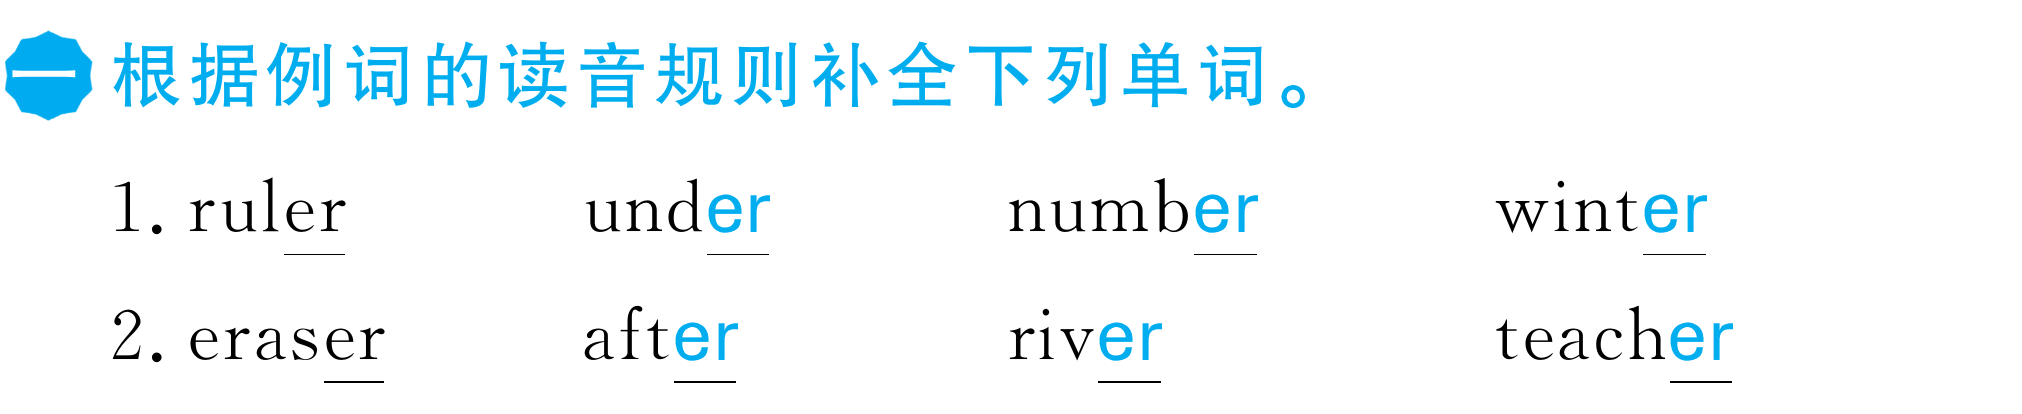 一 根据例词的读音规则补全下列单词。
1. ruler under number winter
2. eraser after river teacher